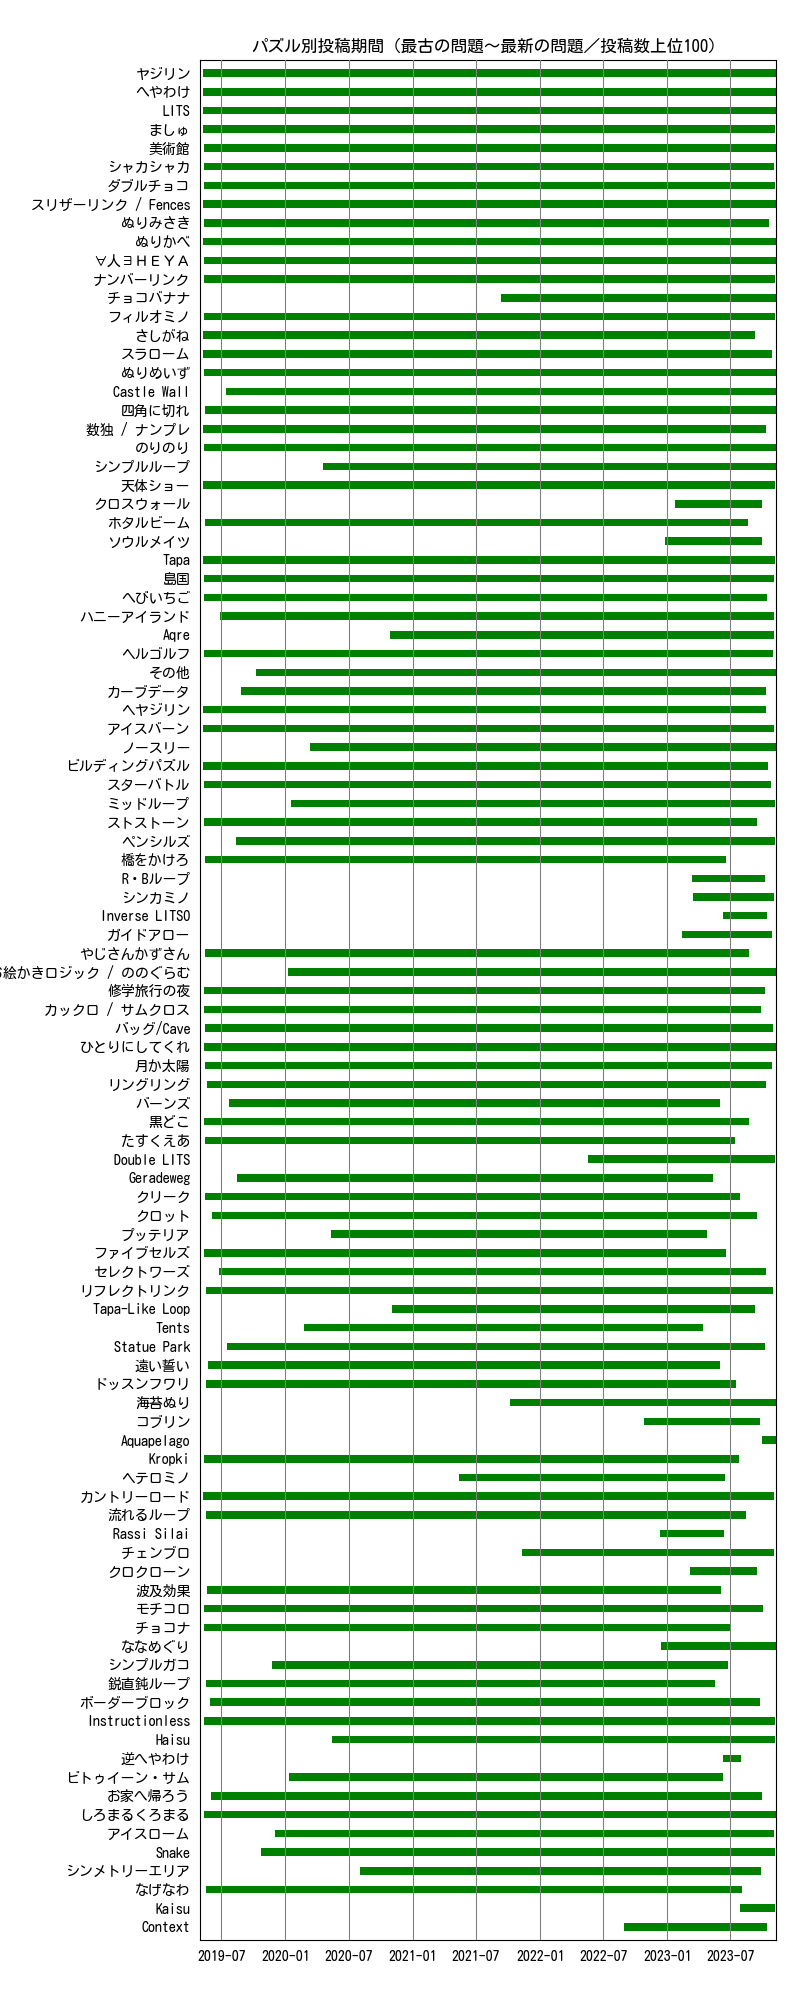 パズル別投稿期間（最古の問題～最新の問題／投稿数上位100）
ヤジリン
へやわけ
LITS
ましゅ
美術館
シャカシャカ
ダブルチョコ
スリザーリンク / Fences
ぬりみさき
ぬりかべ
∀人ヨＨＥＹＡ
ナンバーリンク
チョコバナナ
フィルオミノ
さしがね
スラローム
ぬりめいず
Castle Wall
四角に切れ
数独 / ナンプレ
のりのり
シンプルループ
天体ショー
クロスウォール
ホタルビーム
ソウルメイツ
Tapa
島国
へびいちご
ハニーアイランド
Aqre
ヘルゴルフ
その他
カーブデータ
ヘヤジリン
アイスバーン
ノースリー
ビルディングパズル
スターバトル
ミッドループ
ストストーン
ペンシルズ
橋をかけろ
R・Bループ
シンカミノ
Inverse LITSO
ガイドアロー
やじさんかずさん
絵かきロジック / ののぐらむ
修学旅行の夜
カックロ / サムクロス
バッグ/Cave
ひとりにしてくれ
月か太陽
リングリング
バーンズ
黒どこ
たすくえあ
Double LITS
Geradeweg
クリーク
クロット
プッテリア
ファイブセルズ
セレクトワーズ
リフレクトリンク
Tapa-Like Loop
Tents
Statue Park
遠い誓い
ドッスンフワリ
海苔ぬり
コブリン
Aquapelago
Kropki
ヘテロミノ
カントリーロード
流れるループ
Rassi Silai
チェンブロ
クロクローン
波及効果
モチコロ
チョコナ
ななめぐり
シンプルガコ
鋭直鈍ループ
ボーダーブロック
Instructionless
Haisu
逆へやわけ
ビトゥイーン・サム
お家へ帰ろう
しろまるくろまる
アイスローム
Snake
シンメトリーエリア
なげなわ
Kaisu
Context
2019-07 2020-01 2020-07 2021-01 2021-07 2022-01 2022-07 2023-01 2023-07